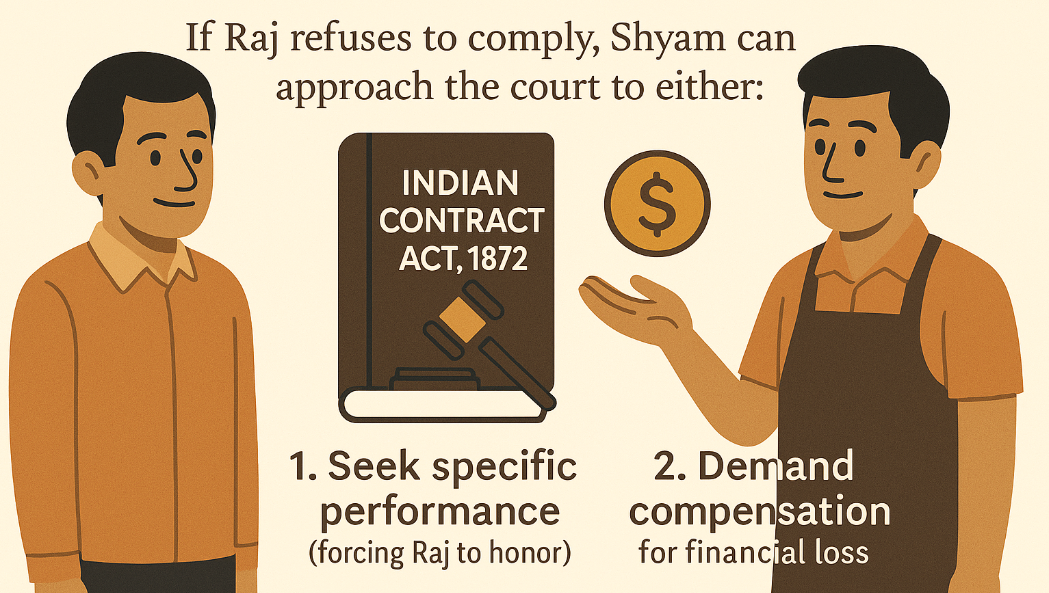 If Raj refuses to comply, Shyam can
approach the court to either:
INDIAN
CONTRACT
ACT, 1872
$
1. Seek specific
performance
(forcing Raj to honor)
2. Demand
compensation
for financial loss